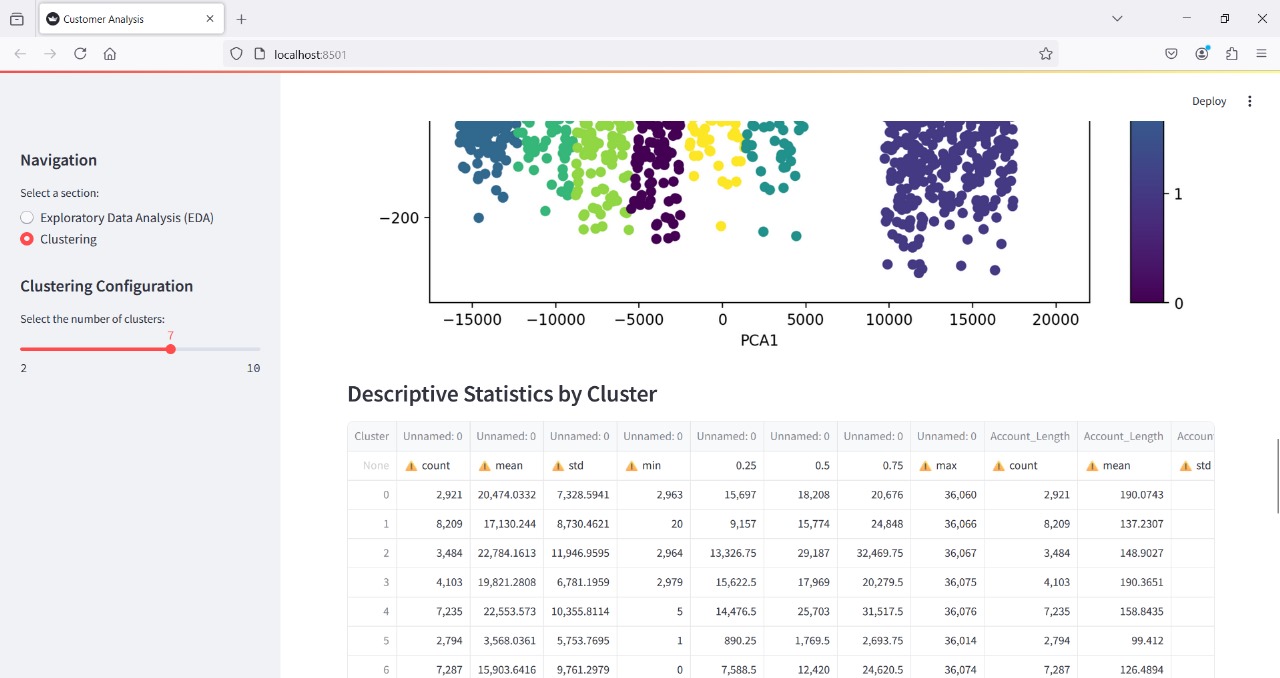 Customer Analysis
localhost:8501
Deploy
Navigation
Select a section:
Exploratory Data Analysis (EDA)
Clustering
Clustering Configuration
Select the number of clusters:
7
2 10
−200
−15000 −10000 −5000 0 5000 10000 15000 20000
PCA1
1
0
Descriptive Statistics by Cluster
Cluster Unnamed: 0 Unnamed: 0 Unnamed: 0 Unnamed: 0 Unnamed: 0 Unnamed: 0 Unnamed: 0 Unnamed: 0 Account_Length Account_Length Accoun
None count mean std min 0.25 0.5 0.75 max count mean std
0 2,921 20,474.0332 7,328.5941 2,963 15,697 18,208 20,676 36,060 2,921 190.0743
1 8,209 17,130.244 8,730.4621 20 9,157 15,774 24,848 36,066 8,209 137.2307
2 3,484 22,784.1613 11,946.9595 2,964 13,326.75 29,187 32,469.75 36,067 3,484 148.9027
3 4,103 19,821.2808 6,781.1959 2,979 15,622.5 17,969 20,279.5 36,075 4,103 190.3651
4 7,235 22,553.573 10,355.8114 5 14,476.5 25,703 31,517.5 36,076 7,235 158.8435
5 2,794 3,568.0361 5,753.7695 1 890.25 1,769.5 2,693.75 36,014 2,794 99.412
6 7,287 15,903.6416 9,761.2979 0 7,588.5 12,420 24,620.5 36,074 7,287 126.4894